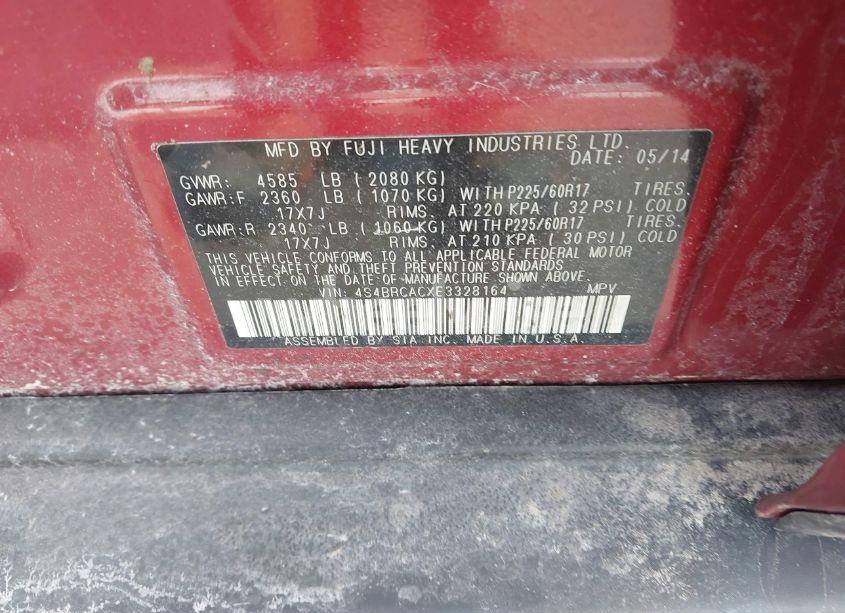 MFD BY FUJI HEAVY INDUSTRIES LTD.
DATE: 05/14
GVWR: 4585 LB (2080 KG)
GAWR:F 2360 LB (1070 KG) WITH P225/60R17 TIRES.
17X7J RIMS. AT 220 KPA (32 PSI) COLD
GAWR:R 2340 LB (1060 KG) WITH P225/60R17 TIRES.
17X7J RIMS. AT 210 KPA (30 PSI) COLD
THIS VEHICLE CONFORMS TO ALL APPLICABLE FEDERAL MOTOR
VEHICLE SAFETY AND THEFT PREVENTION STANDARDS
IN EFFECT ON THE DATE OF MANUFACTURE SHOWN ABOVE.
VIN: 4S4BRCACXE3328164 MPV
ASSEMBLED BY SIA INC. MADE IN U.S.A.